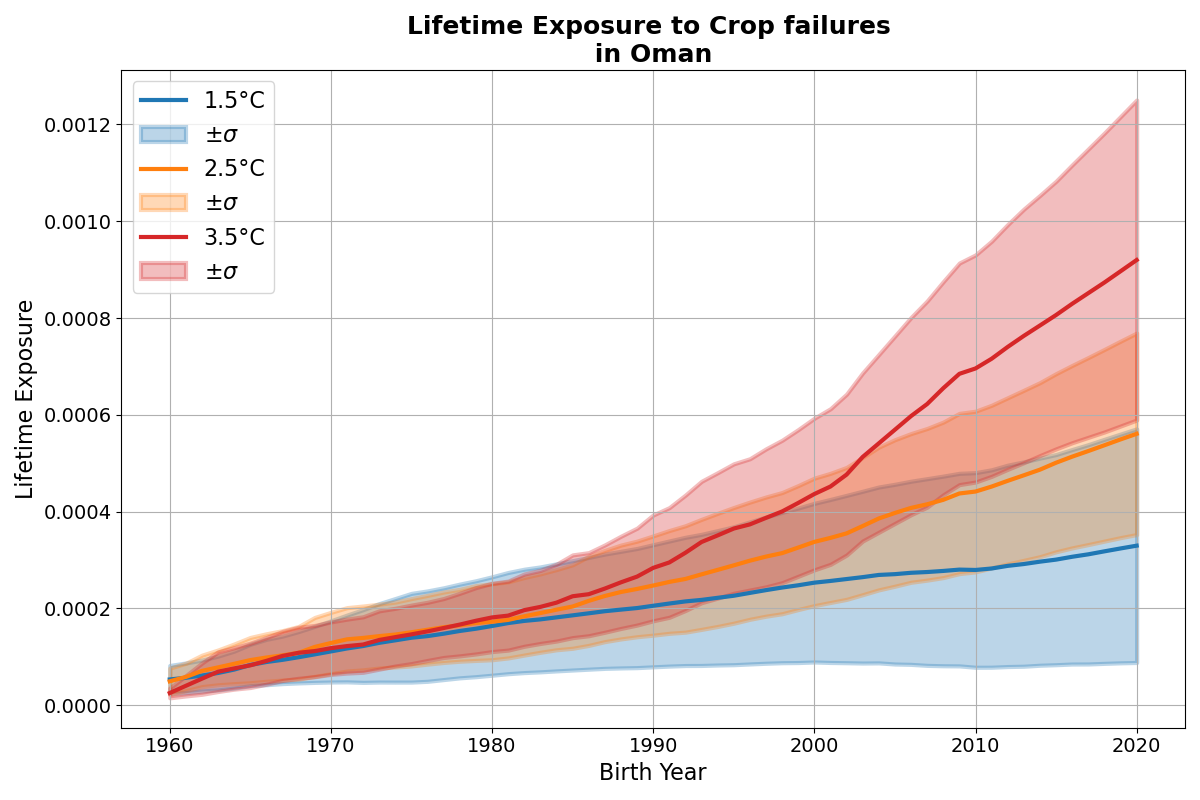 Lifetime Exposure to Crop failures
in Oman
1.5°C
±σ
2.5°C
±σ
3.5°C
±σ
Lifetime Exposure
0.0012
0.0010
0.0008
0.0006
0.0004
0.0002
0.0000
1960 1970 1980 1990 2000 2010 2020
Birth Year